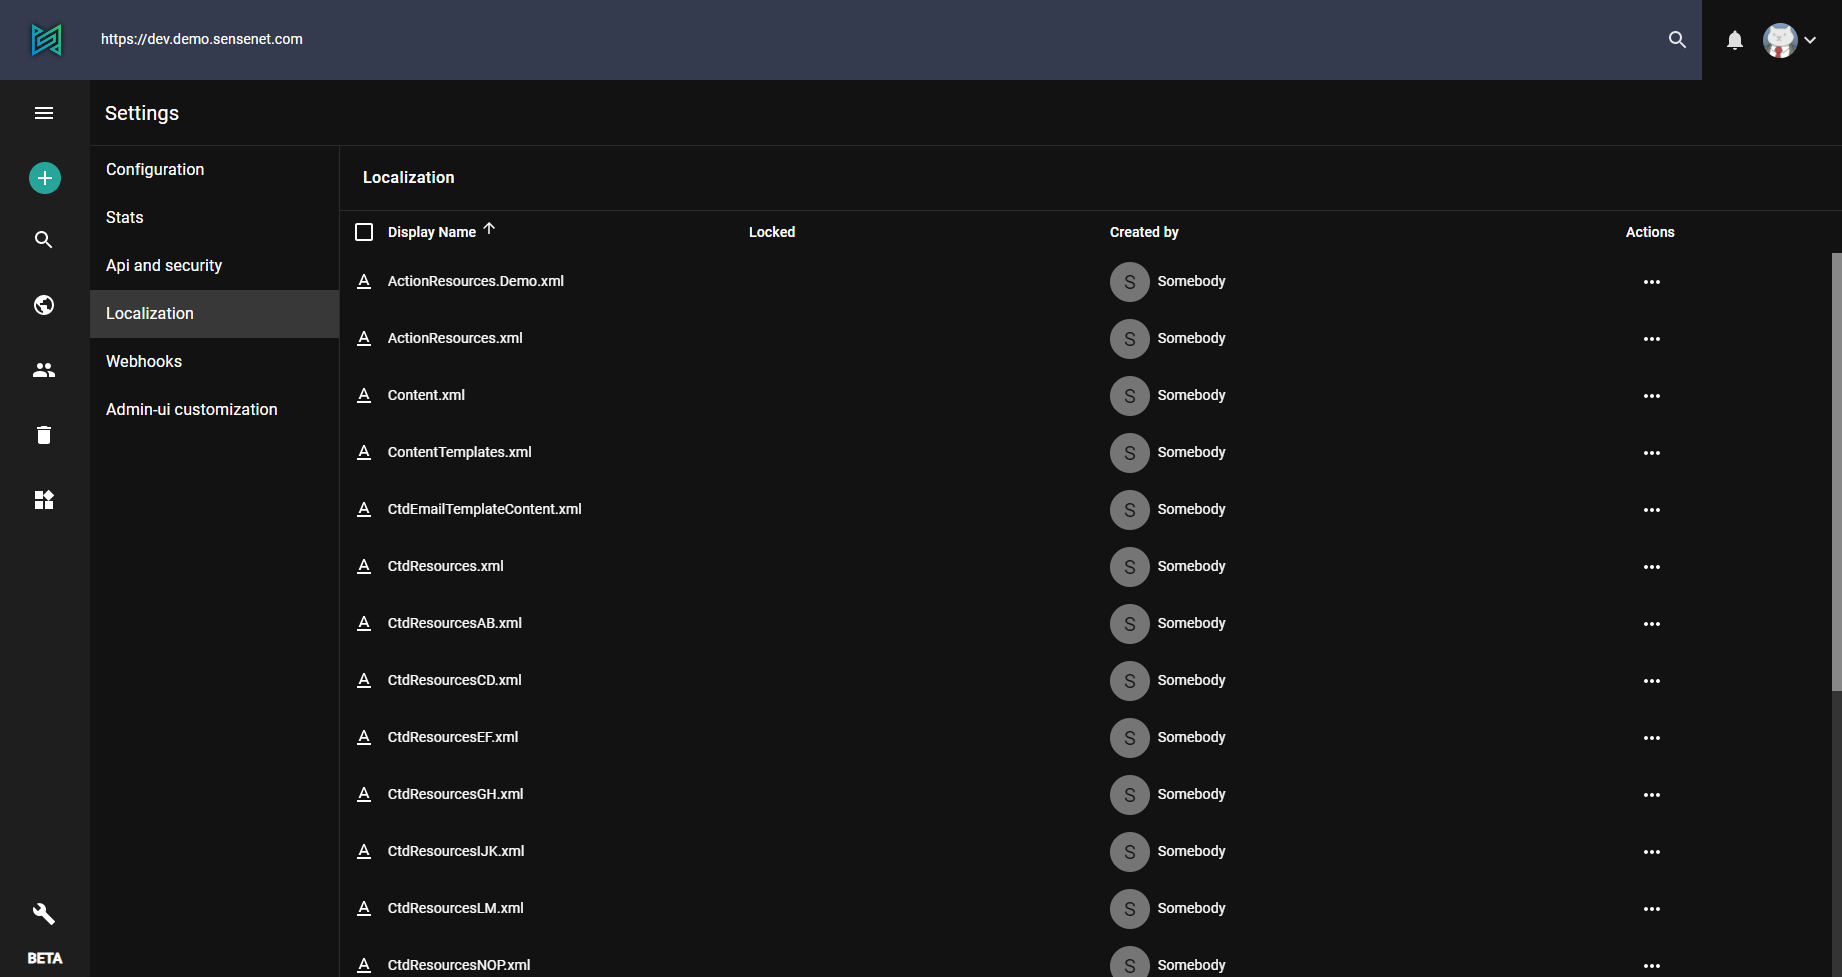 https://dev.demo.sensenet.com
Settings
Configuration
Stats
Api and security
Localization
Webhooks
Admin-ui customization
BETA
Localization
Display Name Locked Created by Actions
ActionResources.Demo.xml S Somebody
ActionResources.xml S Somebody
Content.xml S Somebody
ContentTemplates.xml S Somebody
CtdEmailTemplateContent.xml S Somebody
CtdResources.xml S Somebody
CtdResourcesAB.xml S Somebody
CtdResourcesCD.xml S Somebody
CtdResourcesEF.xml S Somebody
CtdResourcesGH.xml S Somebody
CtdResourcesIJK.xml S Somebody
CtdResourcesLM.xml S Somebody
CtdResourcesNOP.xml S Somebody